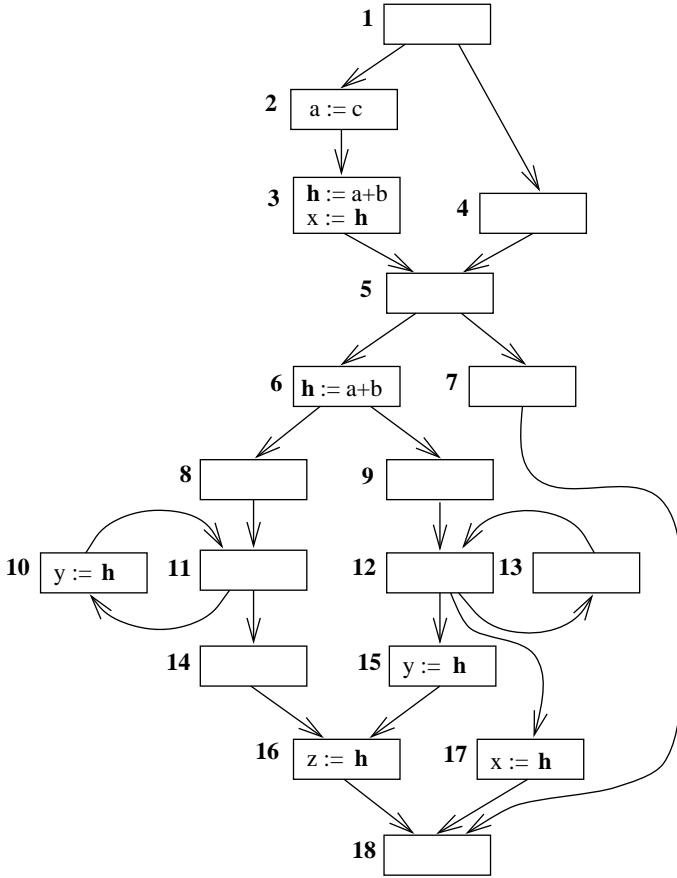 1
2
a := c
3
h := a+b
x := h
4
5
6
h := a+b
7
8
9
10
y := h
11
12
13
14
15
y := h
16
z := h
17
x := h
18